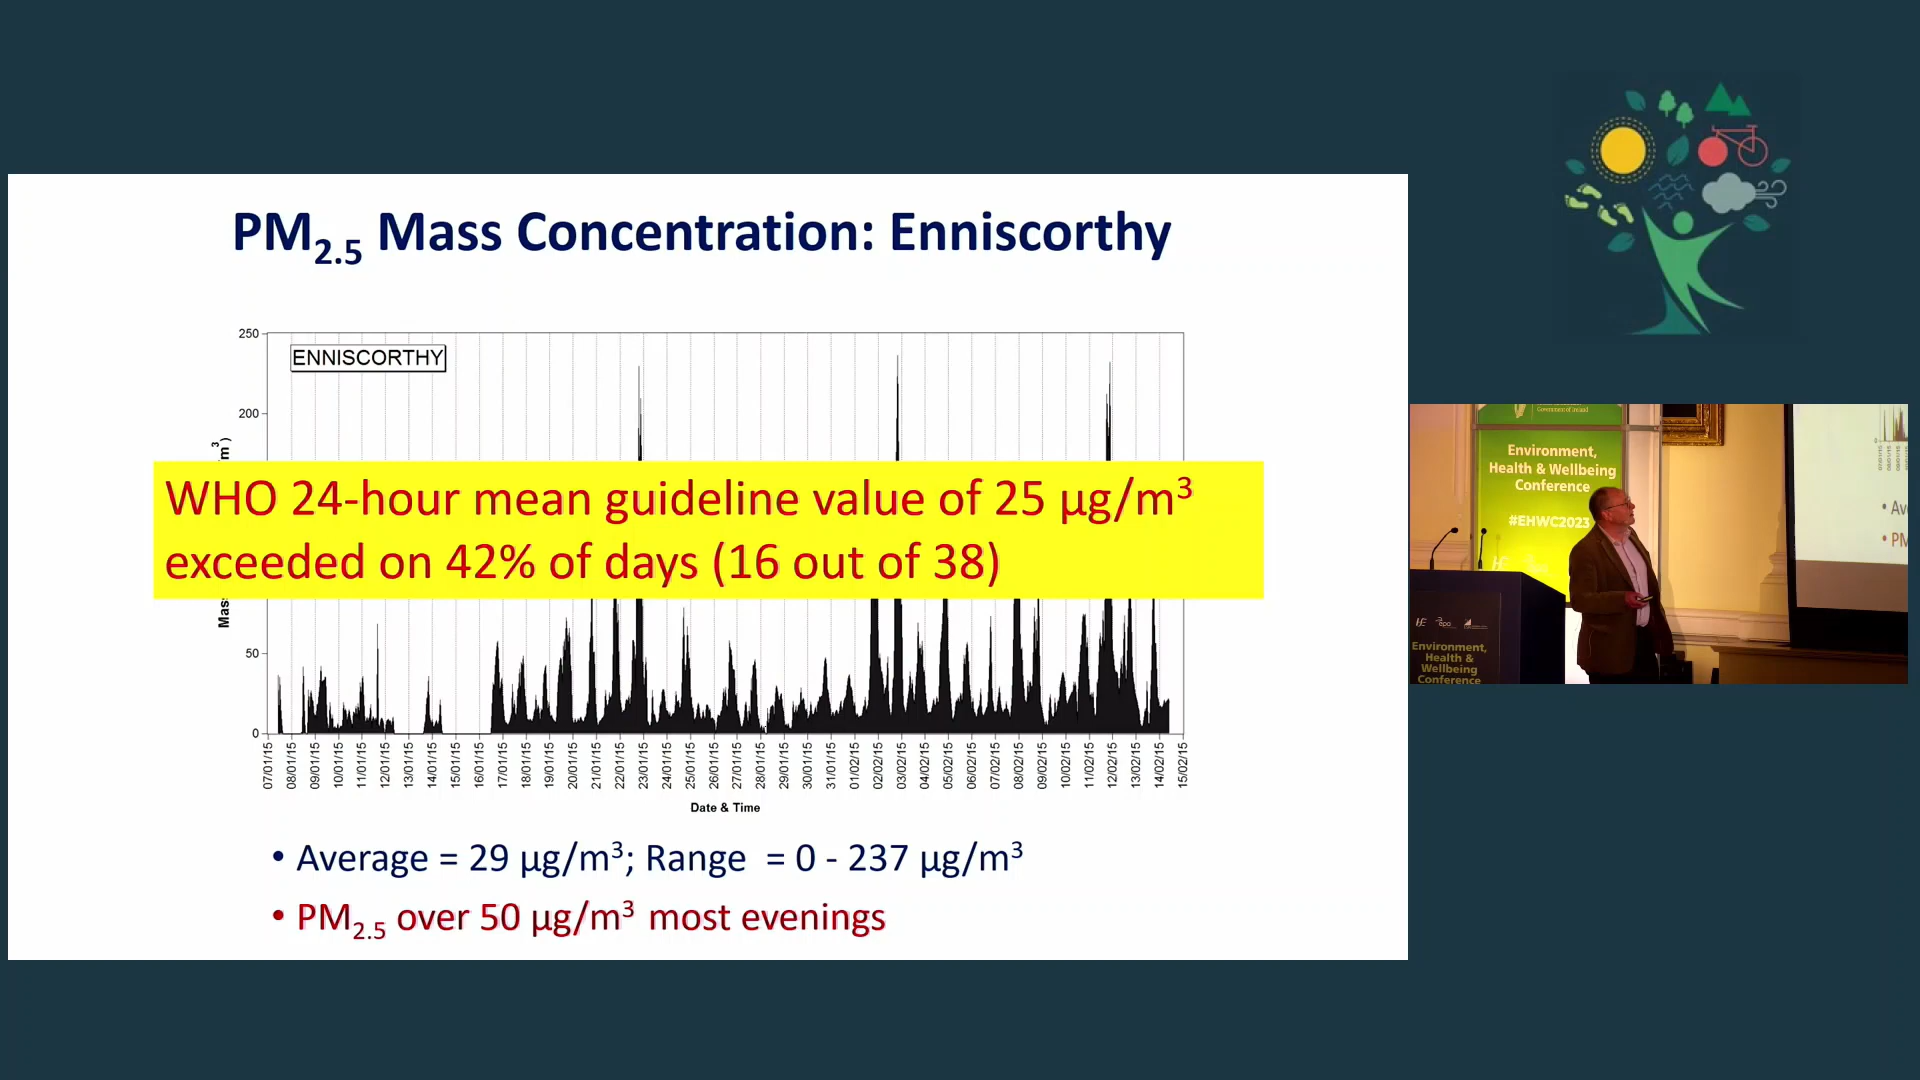 PM2.5 Mass Concentration: Enniscorthy
250
ENNISCORTHY
200
m3)
WHO 24-hour mean guideline value of 25 µg/m3
exceeded on 42% of days (16 out of 38)
Mas
50
0
07/01/15
08/01/15
09/01/15
10/01/15
11/01/15
12/01/15
13/01/15
14/01/15
15/01/15
16/01/15
17/01/15
18/01/15
19/01/15
20/01/15
21/01/15
22/01/15
23/01/15
24/01/15
25/01/15
26/01/15
27/01/15
28/01/15
29/01/15
30/01/15
31/01/15
01/02/15
02/02/15
03/02/15
04/02/15
05/02/15
06/02/15
07/02/15
08/02/15
09/02/15
10/02/15
11/02/15
12/02/15
13/02/15
14/02/15
15/02/15
Date & Time
• Average = 29 µg/m3; Range = 0 - 237 µg/m3
• PM2.5 over 50 µg/m3 most evenings
Government of Ireland
Environment,
Health & Wellbeing
Conference
#EHWC2023
epa
Environment,
Health &
Wellbeing
Conference
• Av
• PM